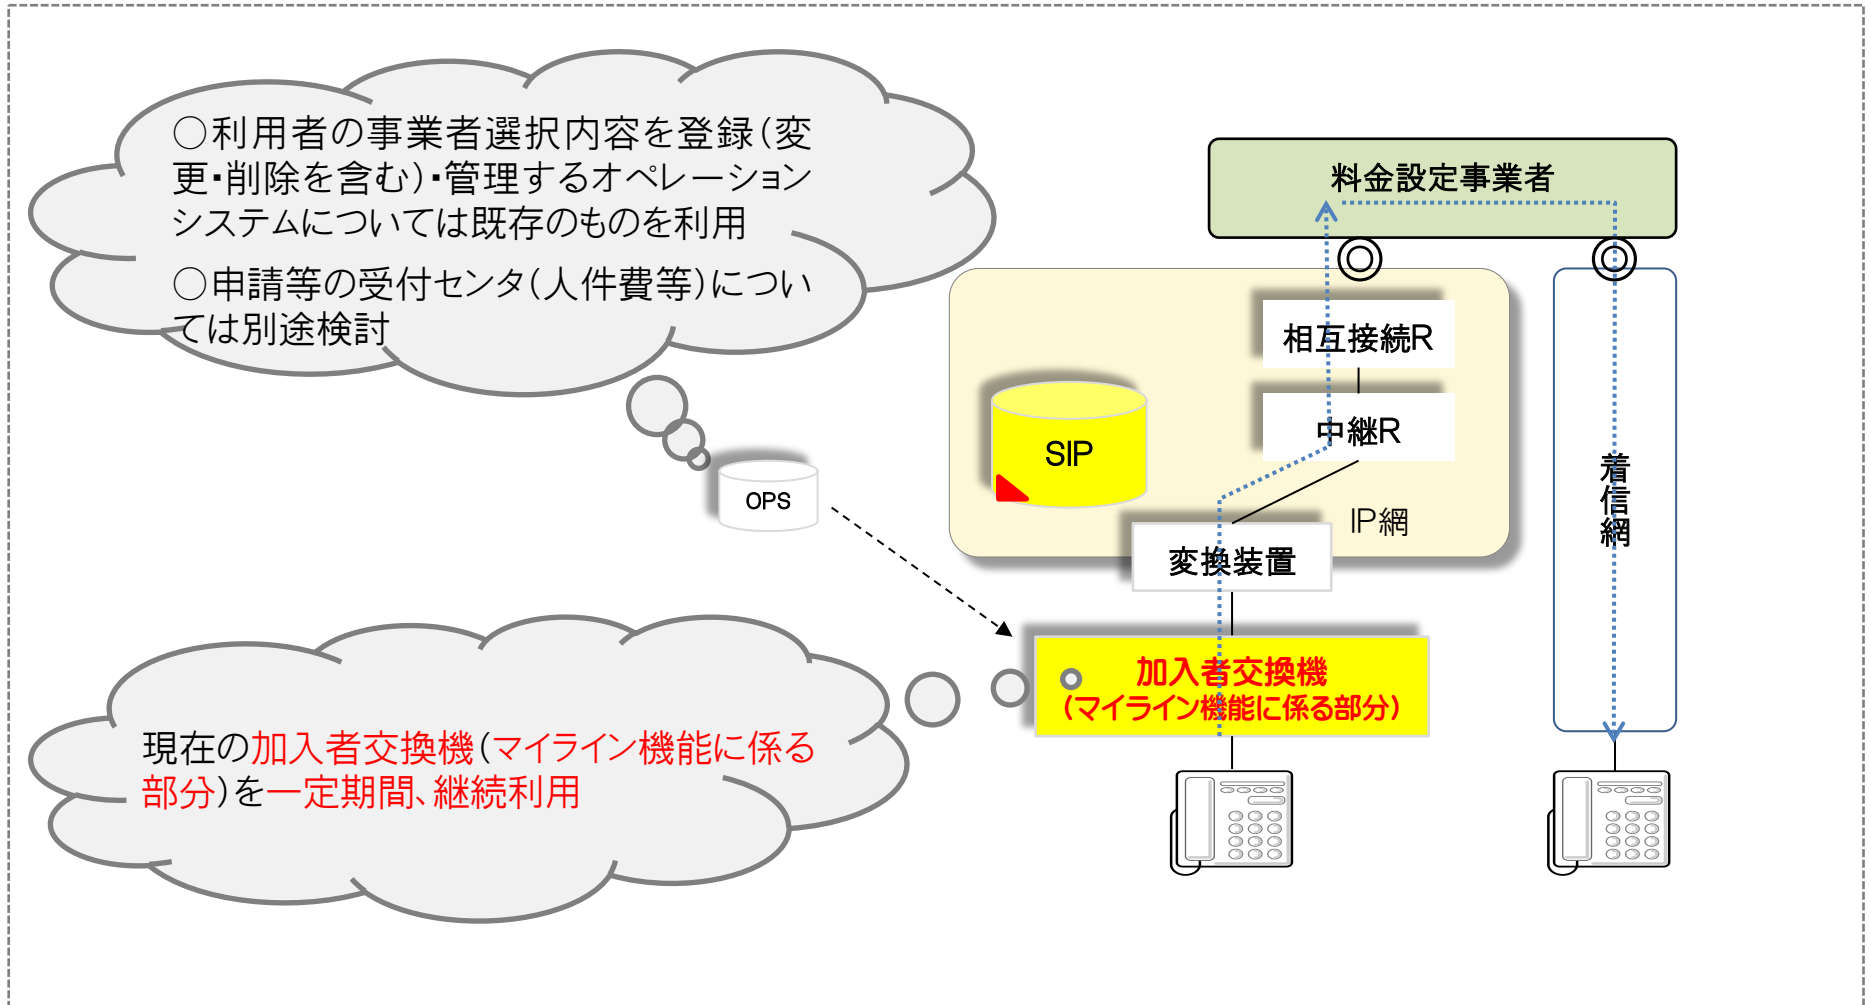 ○利用者の事業者選択内容を登録(変
更・削除を含む)・管理するオペレーション
システムについては既存のものを利用
○申請等の受付センタ(人件費等)につい
ては別途検討
料金設定事業者
相互接続R
中継R
SIP
OPS
IP網
変換装置
着信網
加入者交換機
(マイライン機能に係る部分)
現在の加入者交換機(マイライン機能に係る
部分)を一定期間、継続利用